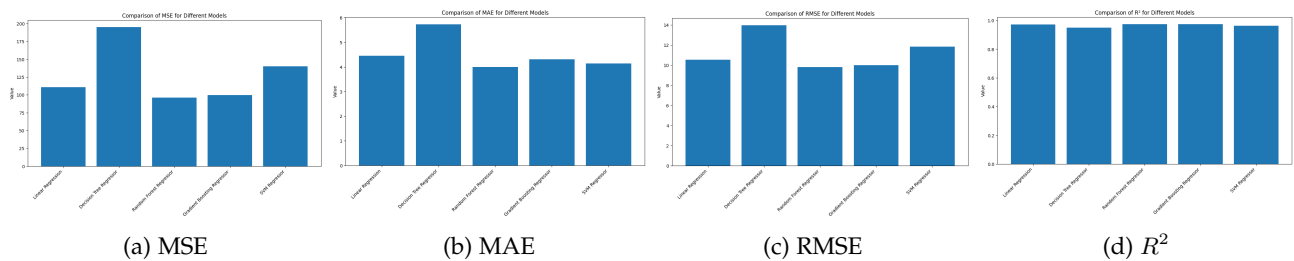 Comparison of MSE for Different Models
Value
200
175
150
125
100
75
50
25
0
Linear Regression
Decision Tree Regressor
Random Forest Regressor
Gradient Boosting Regressor
SVM Regressor
(a) MSE
Comparison of MAE for Different Models
Value
6
5
4
3
2
1
0
Linear Regression
Decision Tree Regressor
Random Forest Regressor
Gradient Boosting Regressor
SVM Regressor
(b) MAE
Comparison of RMSE for Different Models
Value
14
12
10
8
6
4
2
0
Linear Regression
Decision Tree Regressor
Random Forest Regressor
Gradient Boosting Regressor
SVM Regressor
(c) RMSE
Comparison of R² for Different Models
Value
1.0
0.8
0.6
0.4
0.2
0.0
Linear Regression
Decision Tree Regressor
Random Forest Regressor
Gradient Boosting Regressor
SVM Regressor
(d) R²